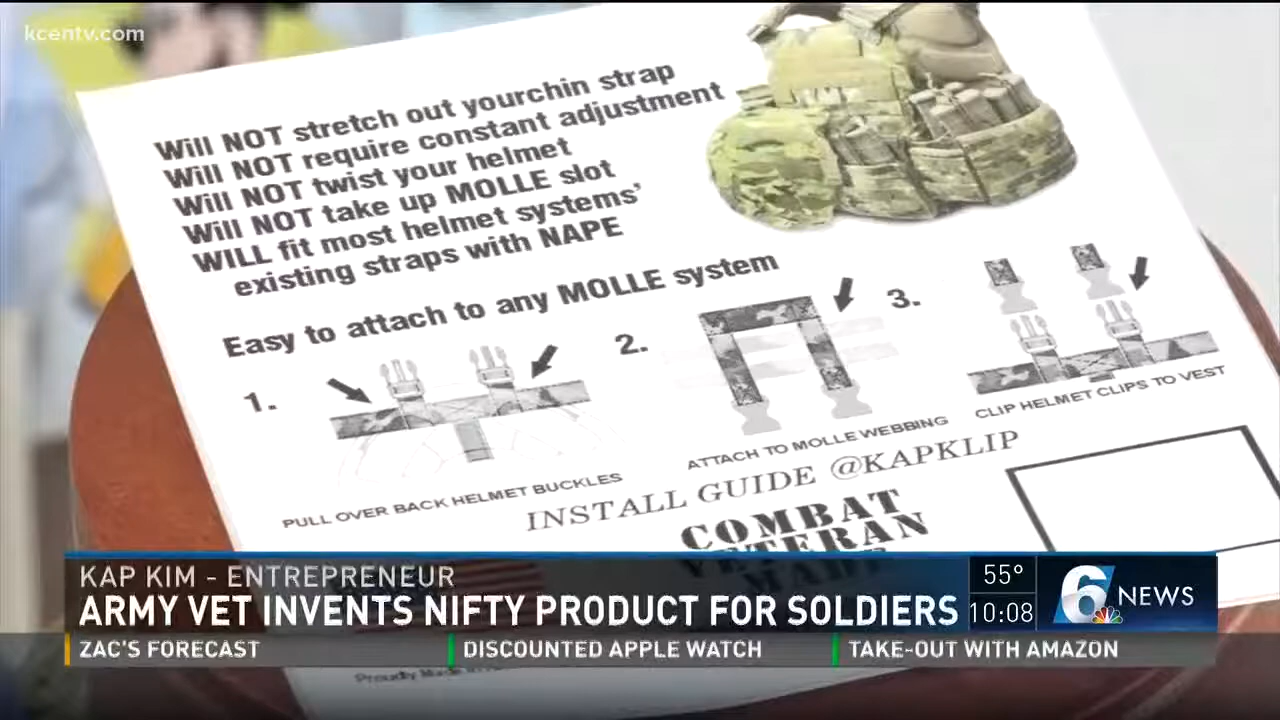 kcentv.com
Will NOT stretch out yourchin strap
Will NOT require constant adjustment
Will NOT twist your helmet
Will NOT take up MOLLE slot
WILL fit most helmet systems'
existing straps with NAPE
Easy to attach to any MOLLE system
1.
2.
3.
PULL OVER BACK HELMET BUCKLES
ATTACH TO MOLLE WEBBING
CLIP HELMET CLIPS TO VEST
INSTALL GUIDE @KAPKLIP
COMBAT
VETERAN
MADE
KAP KIM - ENTREPRENEUR
ARMY VET INVENTS NIFTY PRODUCT FOR SOLDIERS
55°
10:08
6 NEWS
ZAC'S FORECAST
DISCOUNTED APPLE WATCH
TAKE-OUT WITH AMAZON
Proudly Made